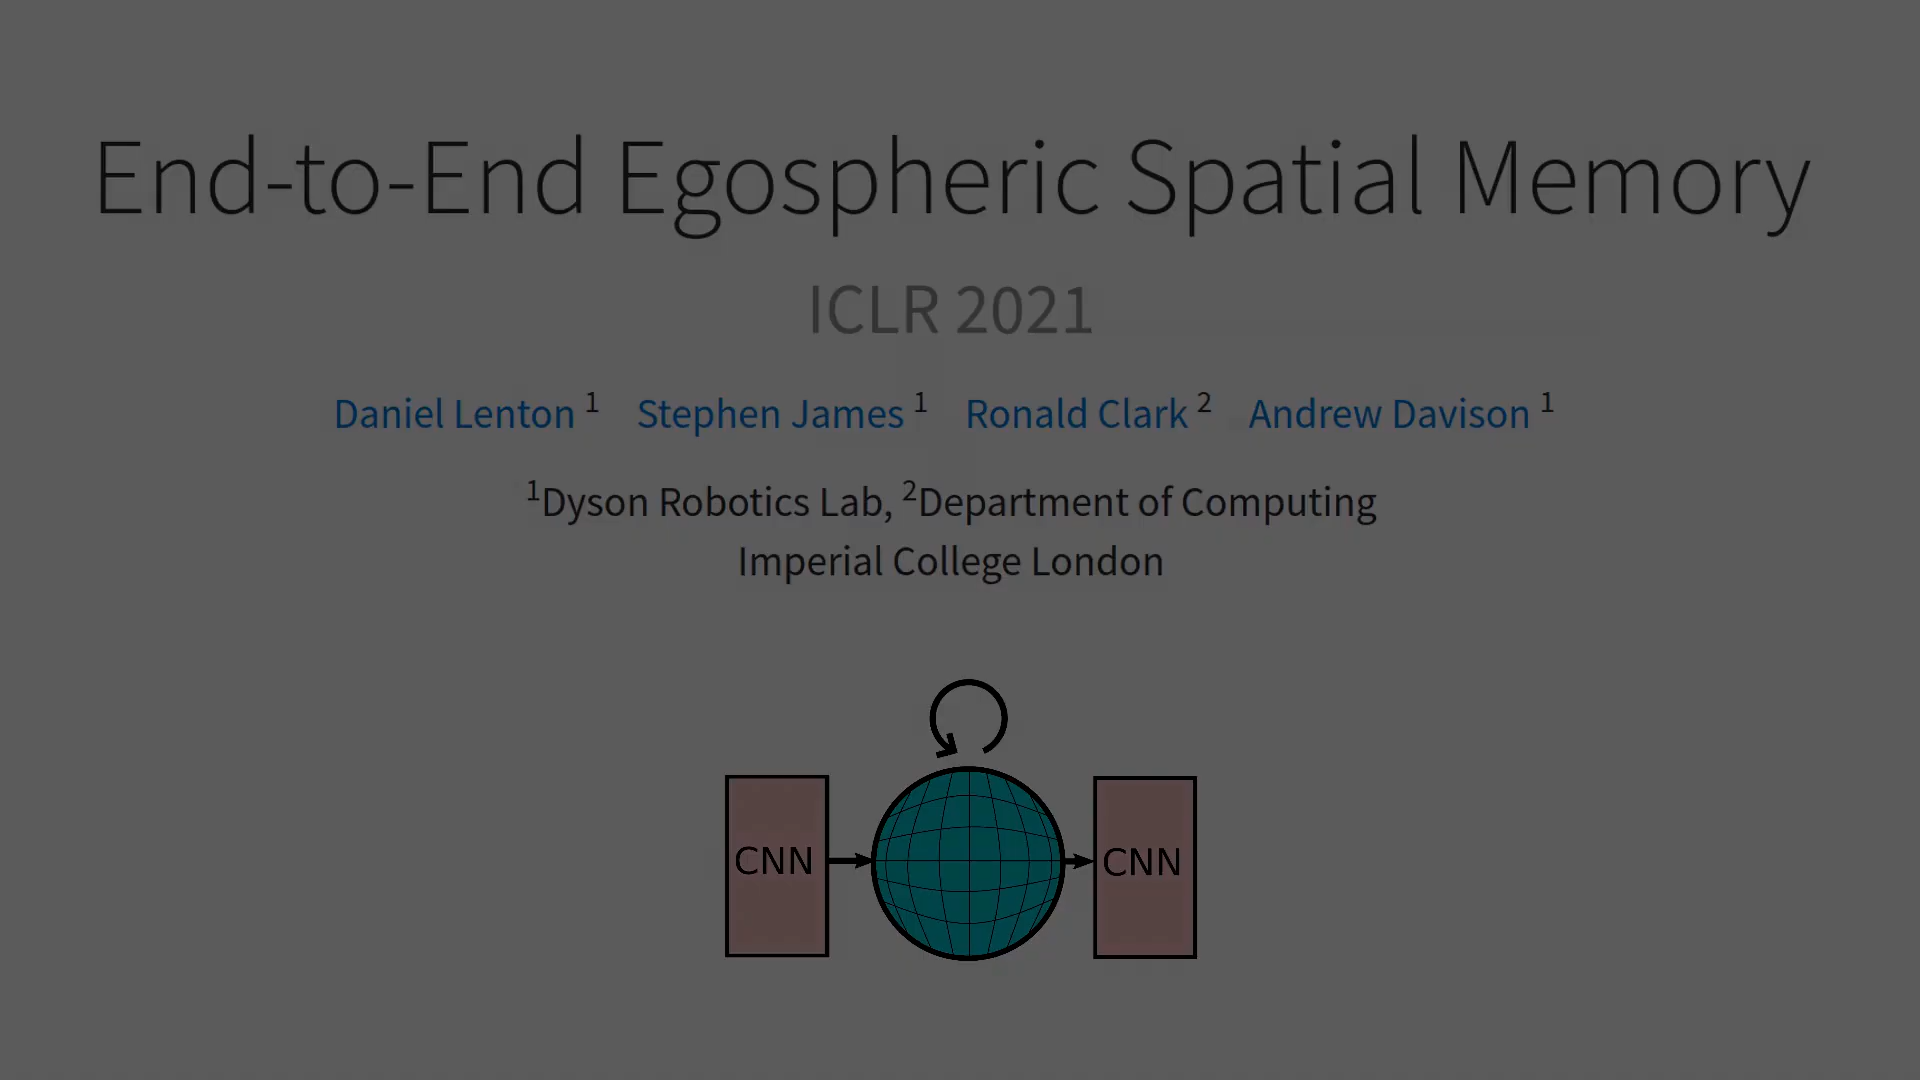 End-to-End Egospheric Spatial Memory
ICLR 2021
Daniel Lenton ¹ Stephen James ¹ Ronald Clark ² Andrew Davison ¹
¹Dyson Robotics Lab, ²Department of Computing
Imperial College London
CNN
CNN